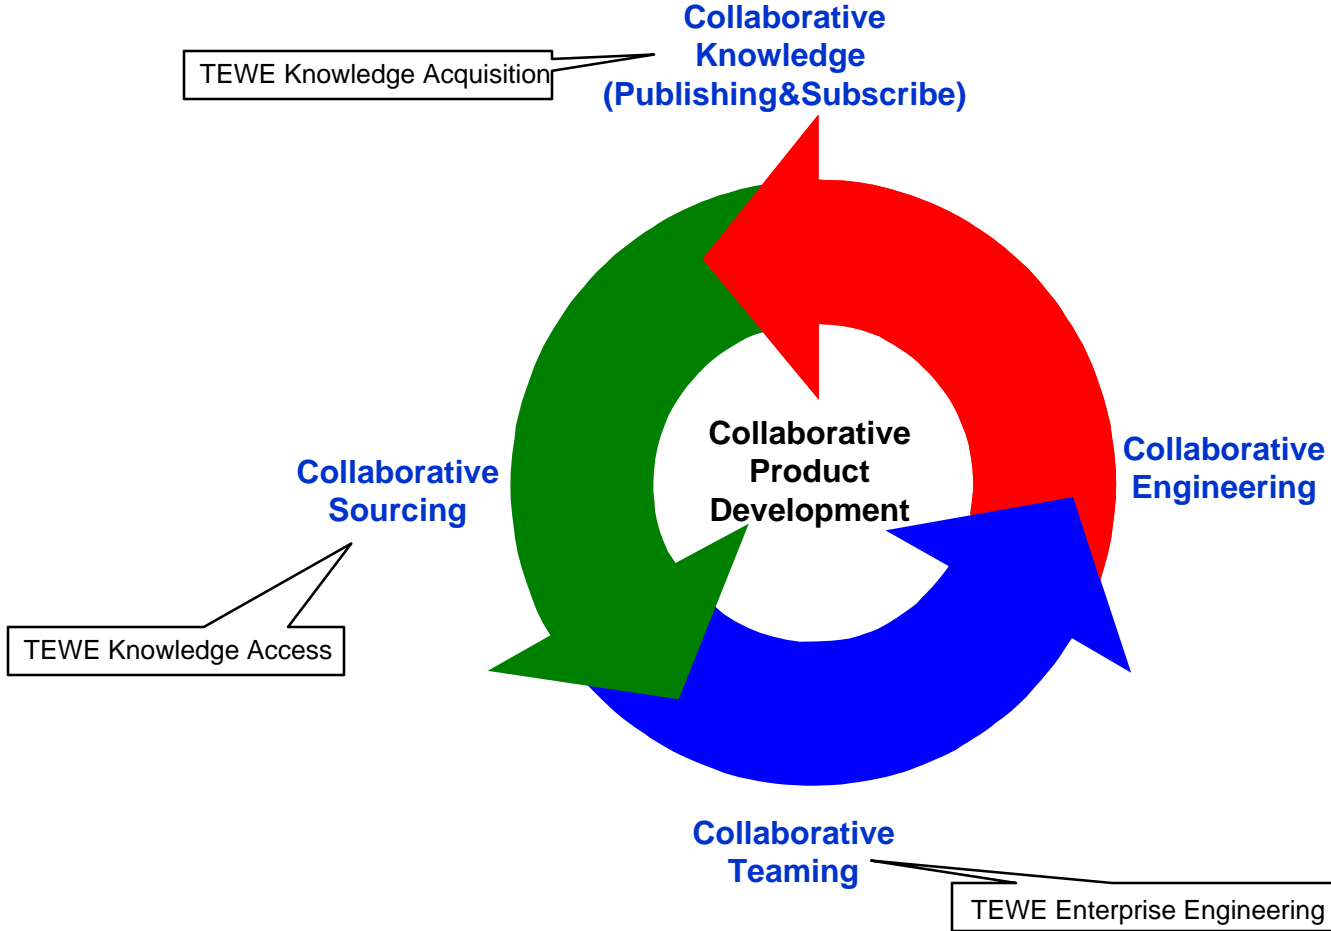 Collaborative
Knowledge
(Publishing&Subscribe)
TEWE Knowledge Acquisition
Collaborative
Product
Development
Collaborative
Engineering
Collaborative
Sourcing
TEWE Knowledge Access
Collaborative
Teaming
TEWE Enterprise Engineering